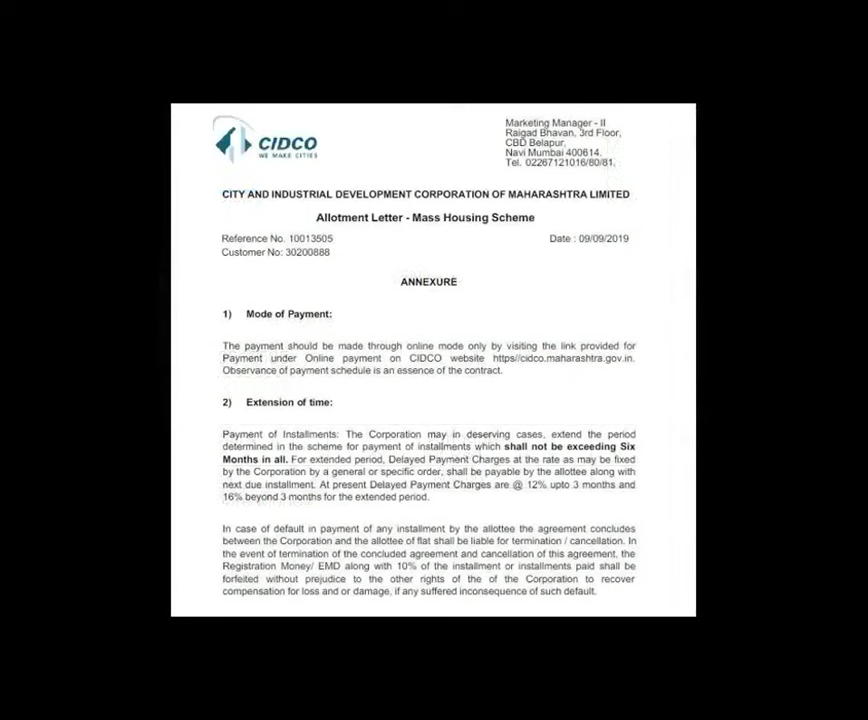 CIDCO
WE MAKE CITIES
Marketing Manager - II
Raigad Bhavan, 3rd Floor,
CBD Belapur,
Navi Mumbai 400614.
Tel. 02267121016/80/81.
CITY AND INDUSTRIAL DEVELOPMENT CORPORATION OF MAHARASHTRA LIMITED
Allotment Letter - Mass Housing Scheme
Reference No. 10013505
Date : 09/09/2019
Customer No: 30200888
ANNEXURE
1) Mode of Payment:
The payment should be made through online mode only by visiting the link provided for
Payment under Online payment on CIDCO website https//cidco.maharashtra.gov.in.
Observance of payment schedule is an essence of the contract.
2) Extension of time:
Payment of Installments: The Corporation may in deserving cases, extend the period
determined in the scheme for payment of installments which shall not be exceeding Six
Months in all. For extended period, Delayed Payment Charges at the rate as may be fixed
by the Corporation by a general or specific order, shall be payable by the allottee along with
next due installment. At present Delayed Payment Charges are @ 12% upto 3 months and
16% beyond 3 months for the extended period.
In case of default in payment of any installment by the allottee the agreement concludes
between the Corporation and the allottee of flat shall be liable for termination / cancellation. In
the event of termination of the concluded agreement and cancellation of this agreement, the
Registration Money/ EMD along with 10% of the installment or installments paid shall be
forfeited without prejudice to the other rights of the of the Corporation to recover
compensation for loss and or damage, if any suffered inconsequence of such default.